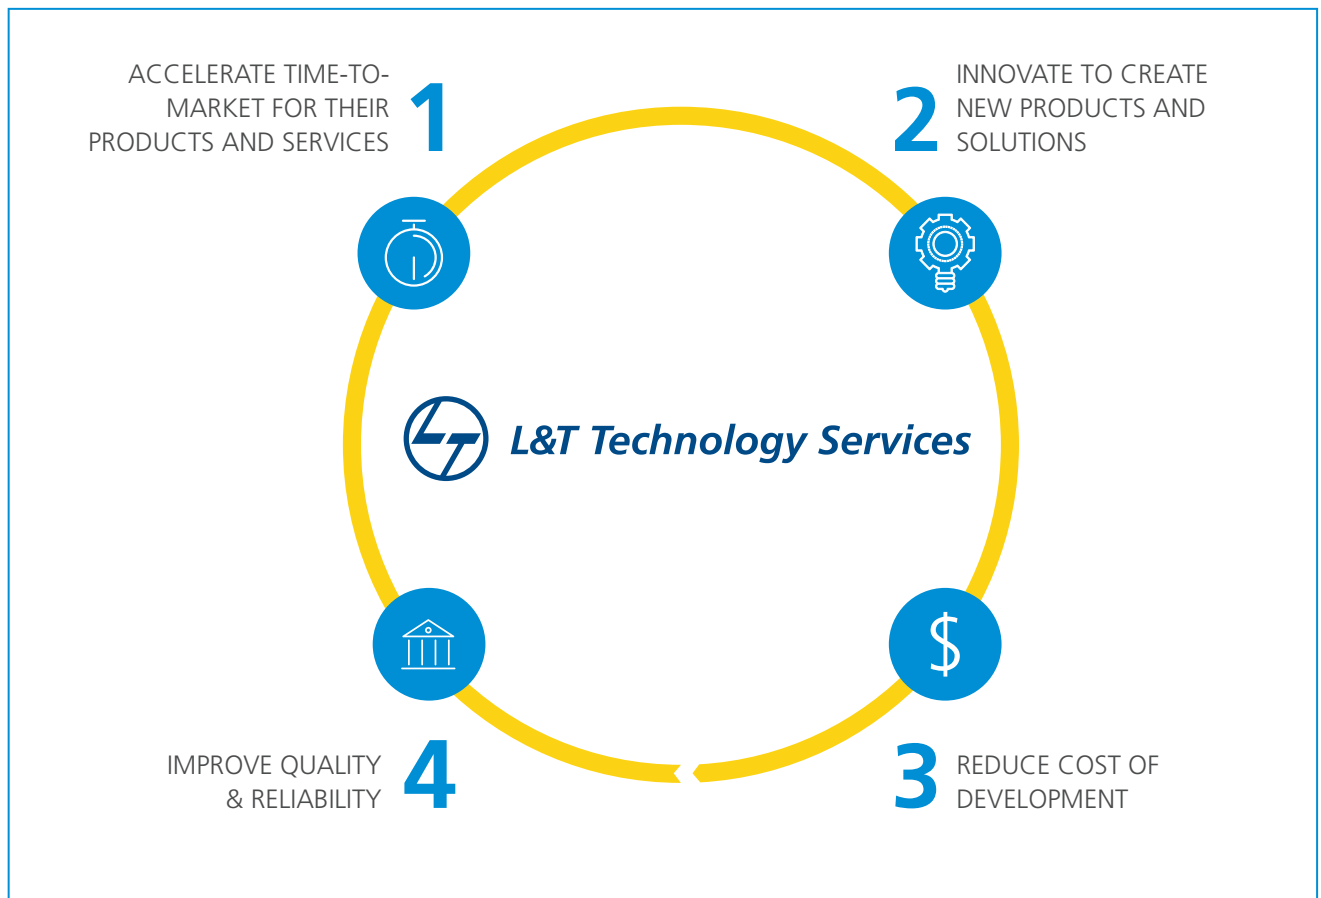 ACCELERATE TIME-TO-
MARKET FOR THEIR
PRODUCTS AND SERVICES
1
2
INNOVATE TO CREATE
NEW PRODUCTS AND
SOLUTIONS
LT
L&T Technology Services
$
IMPROVE QUALITY
& RELIABILITY
4
3
REDUCE COST OF
DEVELOPMENT